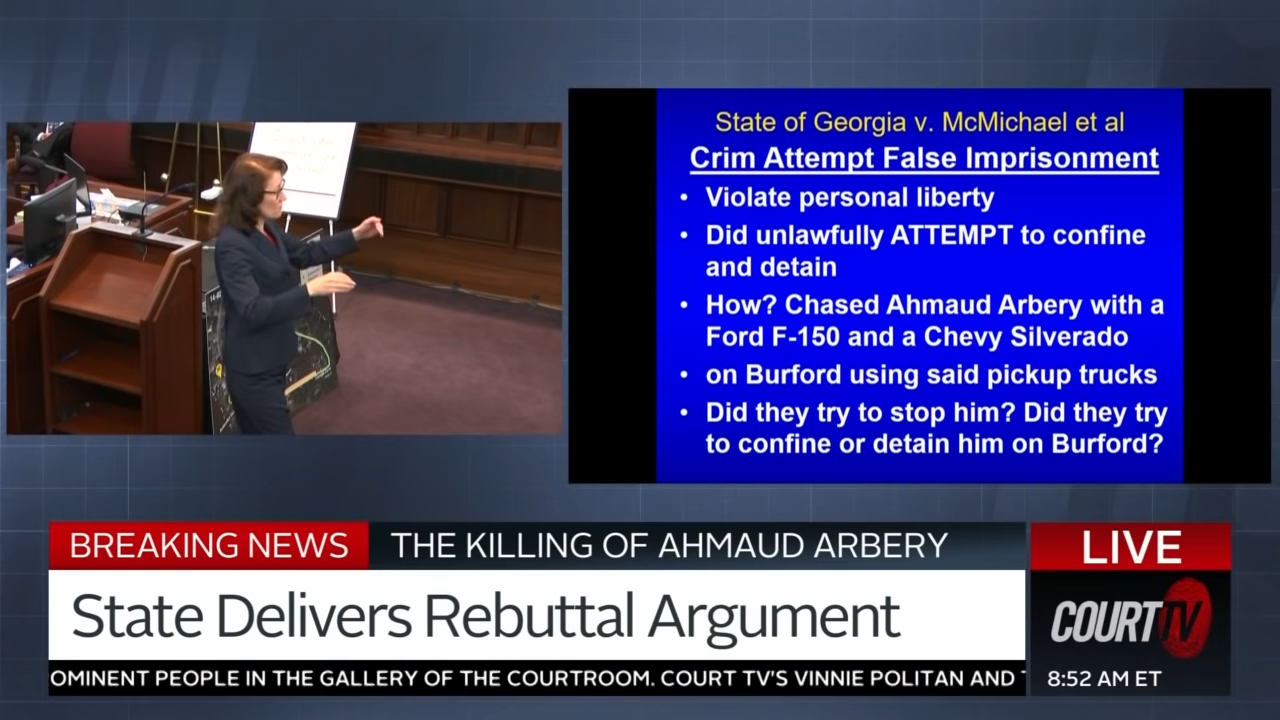 State of Georgia v. McMichael et al
Crim Attempt False Imprisonment
• Violate personal liberty
• Did unlawfully ATTEMPT to confine
and detain
• How? Chased Ahmaud Arbery with a
Ford F-150 and a Chevy Silverado
• on Burford using said pickup trucks
• Did they try to stop him? Did they try
to confine or detain him on Burford?
BREAKING NEWS
THE KILLING OF AHMAUD ARBERY
LIVE
State Delivers Rebuttal Argument
COURT TV
OMINENT PEOPLE IN THE GALLERY OF THE COURTROOM. COURT TV'S VINNIE POLITAN AND
8:52 AM ET